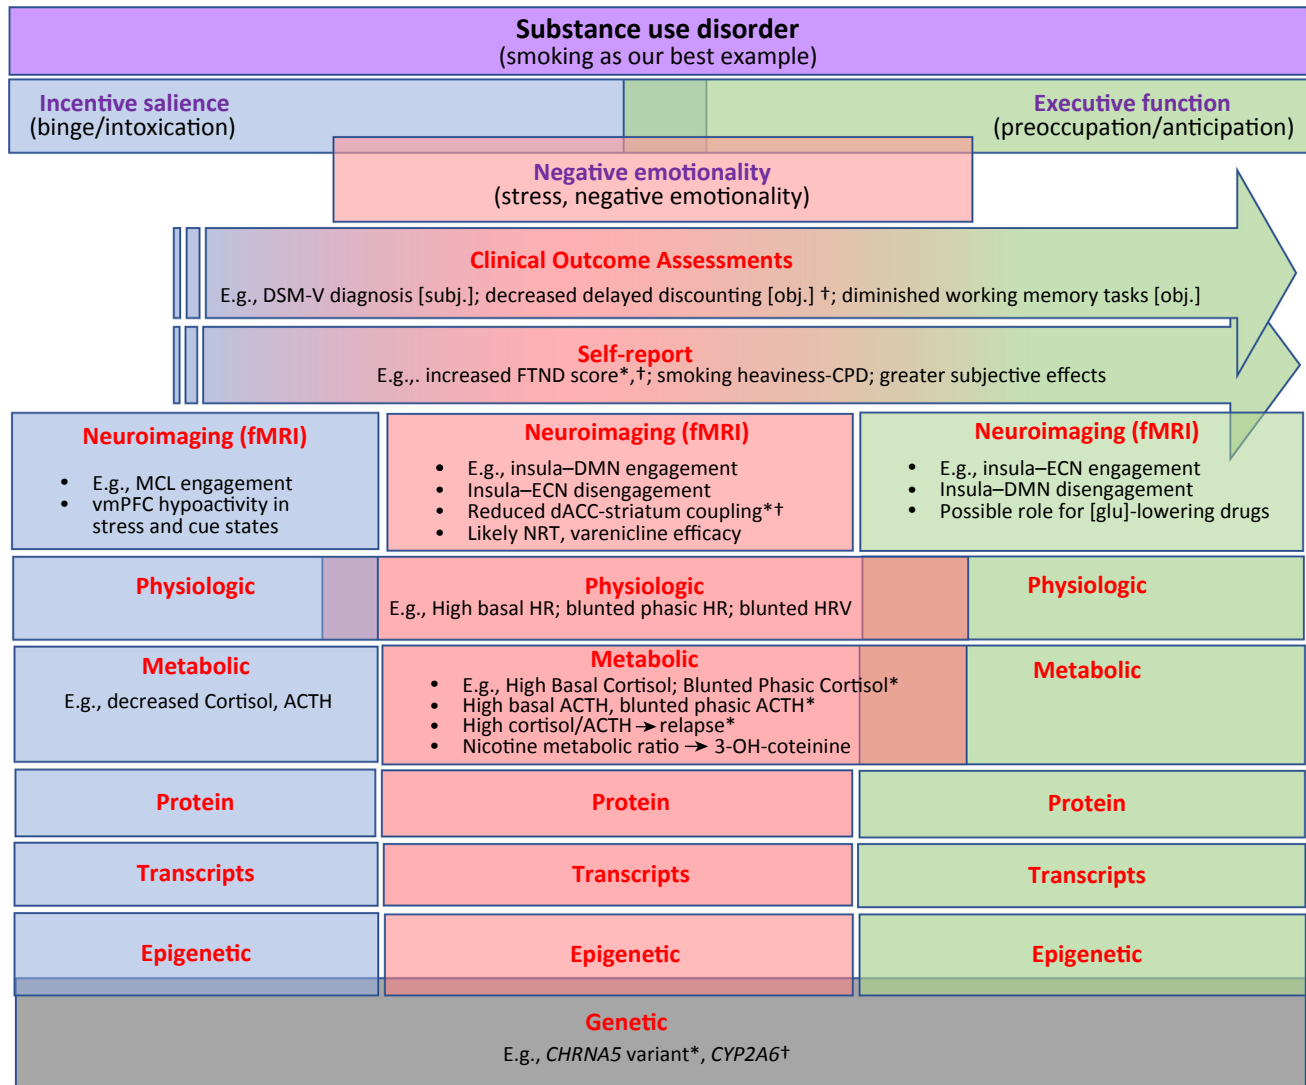 Substance use disorder
(smoking as our best example)
Incentive salience
(binge/intoxication)
Executive function
(preoccupation/anticipation)
Negative emotionality
(stress, negative emotionality)
Clinical Outcome Assessments
E.g., DSM-V diagnosis [subj.]; decreased delayed discounting [obj.] †; diminished working memory tasks [obj.]
Self-report
E.g.,. increased FTND score*,†; smoking heaviness-CPD; greater subjective effects
Neuroimaging (fMRI)
• E.g., MCL engagement
• vmPFC hypoactivity in
stress and cue states
Neuroimaging (fMRI)
• E.g., insula–DMN engagement
• Insula–ECN disengagement
• Reduced dACC-striatum coupling*†
• Likely NRT, varenicline efficacy
Neuroimaging (fMRI)
• E.g., insula–ECN engagement
• Insula–DMN disengagement
• Possible role for [glu]-lowering drugs
Physiologic
Physiologic
E.g., High basal HR; blunted phasic HR; blunted HRV
Physiologic
Metabolic
E.g., decreased Cortisol, ACTH
Metabolic
• E.g., High Basal Cortisol; Blunted Phasic Cortisol*
• High basal ACTH, blunted phasic ACTH*
• High cortisol/ACTH → relapse*
• Nicotine metabolic ratio → 3-OH-coteinine
Metabolic
Protein
Protein
Protein
Transcripts
Transcripts
Transcripts
Epigenetic
Epigenetic
Epigenetic
Genetic
E.g., CHRNA5 variant*, CYP2A6†